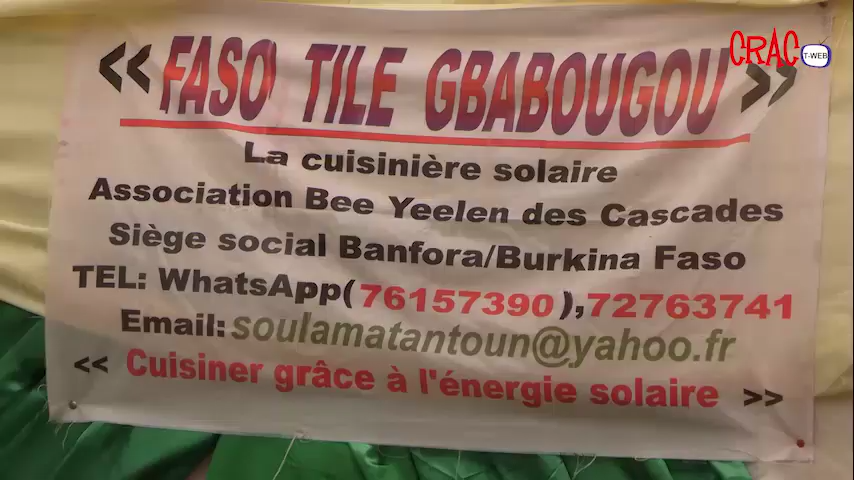 CRAC
T-WEB
<< FASO TILE GBABOUGOU >>
La cuisinière solaire
Association Bee Yeelen des Cascades
Siège social Banfora/Burkina Faso
TEL: WhatsApp(76157390),72763741
Email: soulamatantoun@yahoo.fr
<< Cuisiner grâce à l'énergie solaire >>